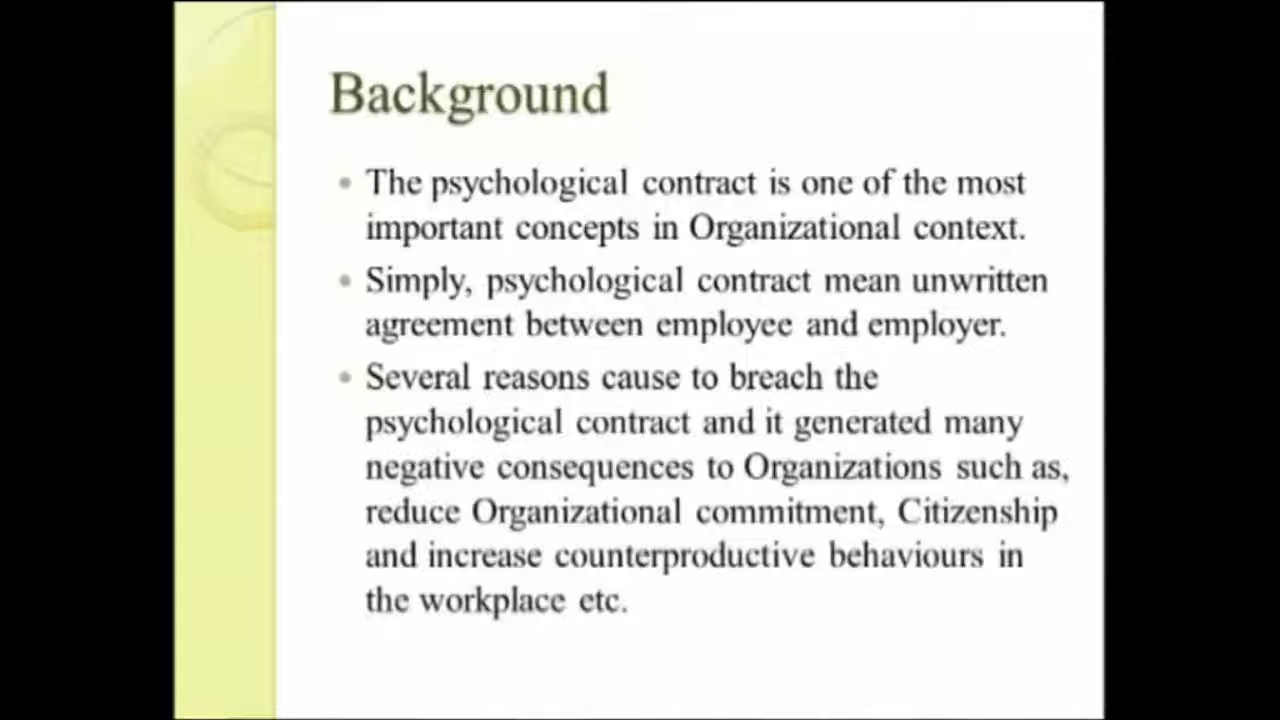 Background
The psychological contract is one of the most
important concepts in Organizational context.
Simply, psychological contract mean unwritten
agreement between employee and employer.
Several reasons cause to breach the
psychological contract and it generated many
negative consequences to Organizations such as,
reduce Organizational commitment, Citizenship
and increase counterproductive behaviours in
the workplace etc.